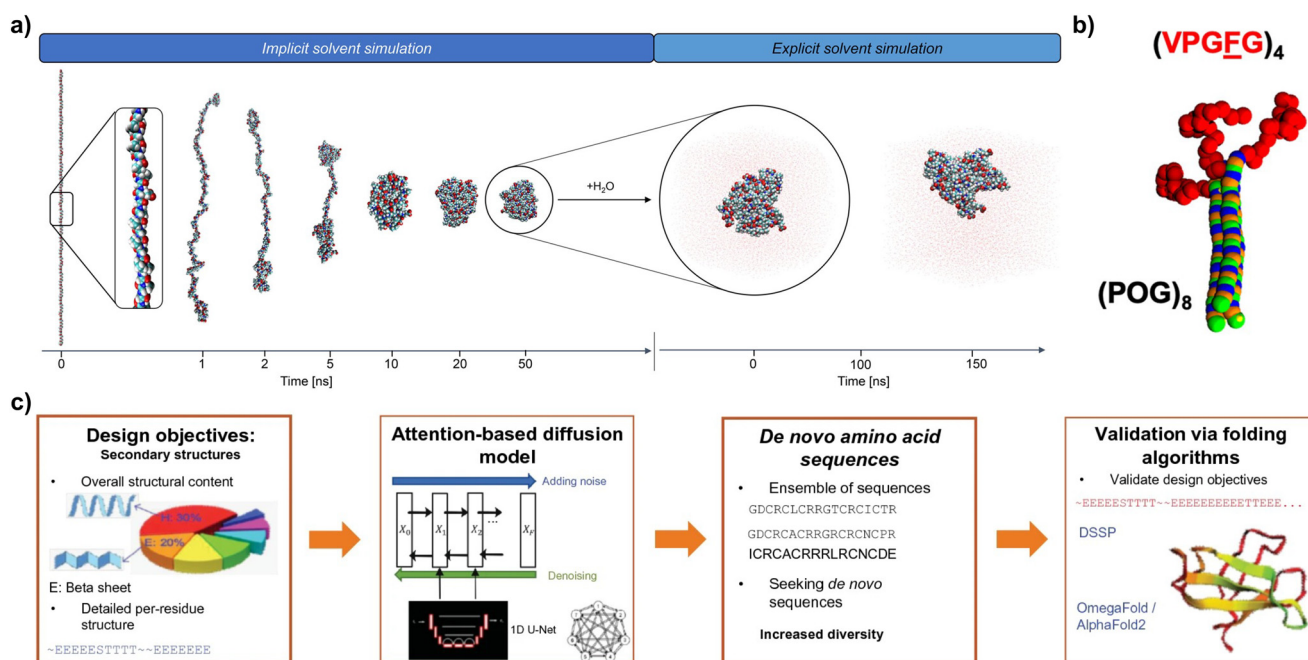 a)
Implicit solvent simulation
Explicit solvent simulation
+H₂O
0
1
2
5
10
20
50
Time [ns]
0
100
150
Time [ns]
b)
(VPGFG)₄
(POG)₈
c)
Design objectives:
Secondary structures
• Overall structural content
H: 30%
E: 20%
E: Beta sheet
• Detailed per-residue
structure
~EEEEESTTTT~~EEEEEEE
Attention-based diffusion
model
Adding noise
X₀
X₁
X₂
...
X_F
Denoising
1D U-Net
De novo amino acid
sequences
• Ensemble of sequences
GDCRCLCRRGTCRCICTR
GDCRCACRRGRCRCNCPR
ICRCACRRRLRCNCDE
• Seeking de novo
sequences
Increased diversity
Validation via folding
algorithms
• Validate design objectives
~EEEEESTTTT~~EEEEEEEEEETTEEE...
DSSP
OmegaFold /
AlphaFold2